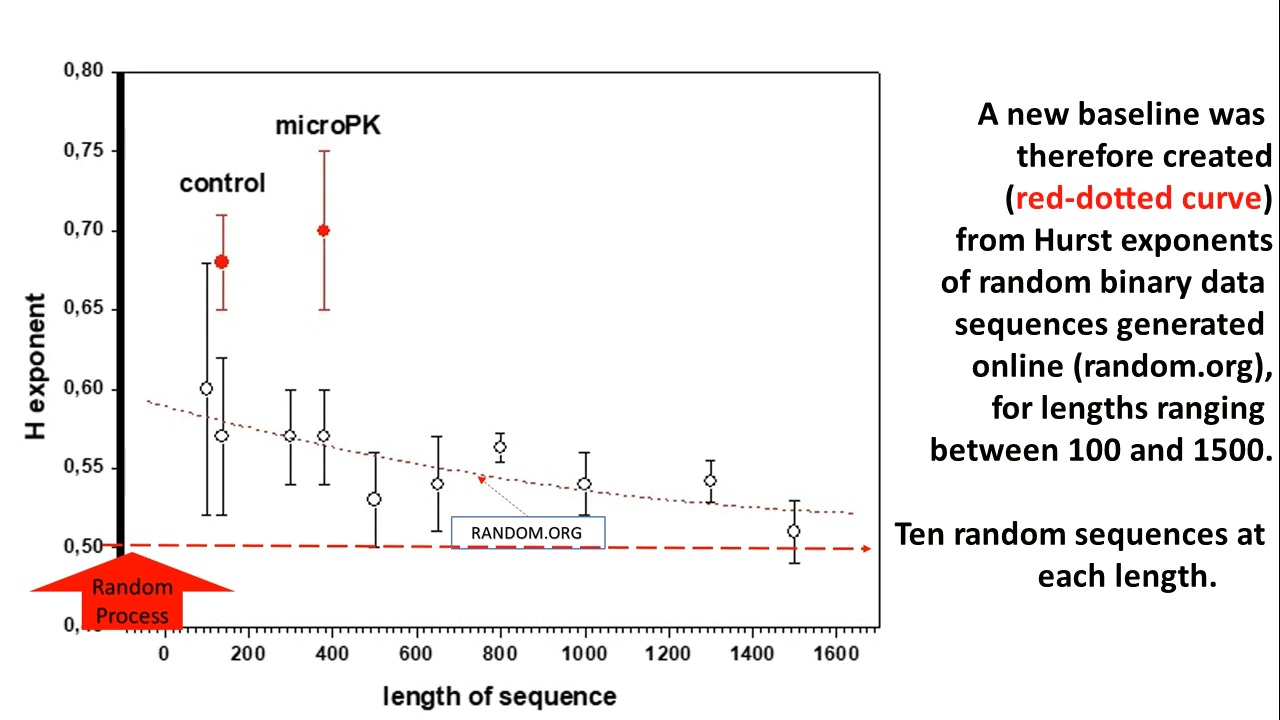 0,80
0,75
0,70
0,65
0,60
0,55
0,50
H exponent
microPK
control
RANDOM.ORG
Random
Process
0 200 400 600 800 1000 1200 1400 1600
length of sequence
A new baseline was
therefore created
(red-dotted curve)
from Hurst exponents
of random binary data
sequences generated
online (random.org),
for lengths ranging
between 100 and 1500.
Ten random sequences at
each length.